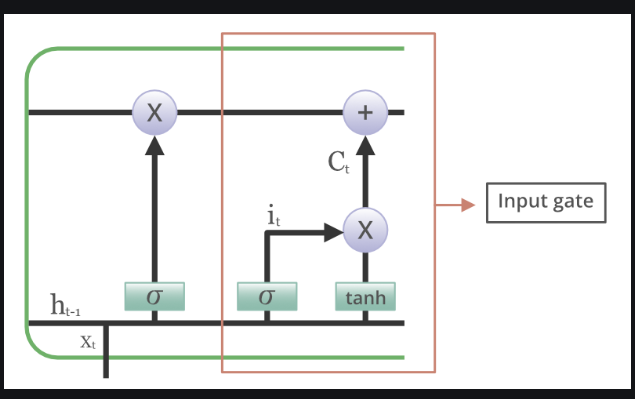 X
+
Cₜ
iₜ
X
Input gate
σ
σ
tanh
hₜ₋₁
xₜ